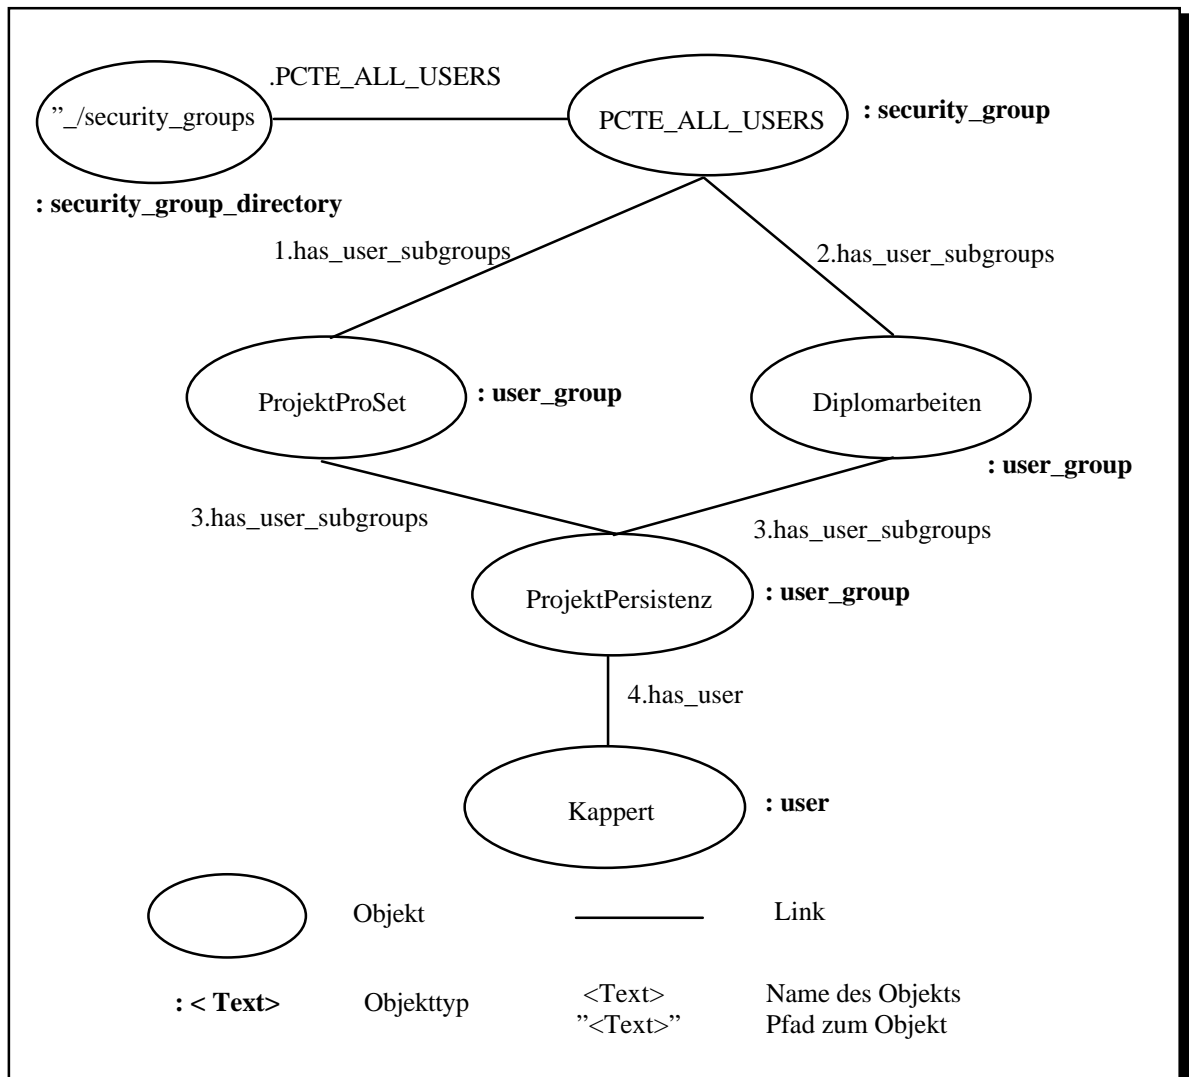 .PCTE_ALL_USERS
”_/security_groups
PCTE_ALL_USERS
: security_group
: security_group_directory
1.has_user_subgroups
2.has_user_subgroups
ProjektProSet
: user_group
Diplomarbeiten
: user_group
3.has_user_subgroups
3.has_user_subgroups
ProjektPersistenz
: user_group
4.has_user
Kappert
: user
Objekt
Link
: < Text>
Objekttyp
<Text>
Name des Objekts
”<Text>”
Pfad zum Objekt